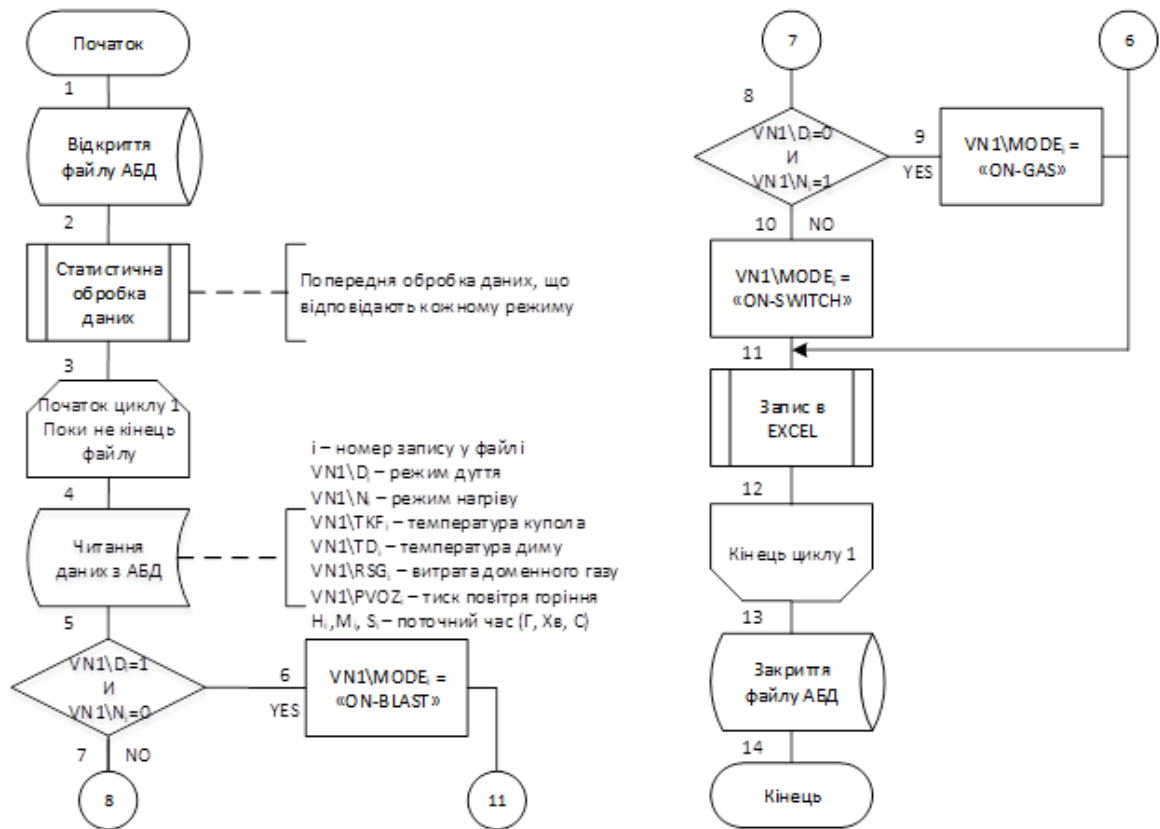 Початок
1
Відкриття
файлу АБД
2
Статистична
обробка
даних
Попередня обробка даних, що
відповідають кожному режиму
3
Початок циклу 1
Поки не кінець
файлу
4
Читання
даних з АБД
i – номер запису у файлі
VN1\Dᵢ – режим дуття
VN1\Nᵢ – режим нагріву
VN1\TKFᵢ – температура купола
VN1\TDᵢ – температура диму
VN1\RSGᵢ – витрата доменного газу
VN1\PVOZᵢ – тиск повітря горіння
Hᵢ, Mᵢ, Sᵢ – поточний час (Г, Хв, С)
5
VN1\Dᵢ=1
И
VN1\Nᵢ=0
6
YES
VN1\MODEᵢ =
«ON-BLAST»
7
NO
8
11
7
6
8
VN1\Dᵢ=0
И
VN1\Nᵢ=1
9
YES
VN1\MODEᵢ =
«ON-GAS»
10
NO
VN1\MODEᵢ =
«ON-SWITCH»
11
Запис в
EXCEL
12
Кінець циклу 1
13
Закриття
файлу АБД
14
Кінець